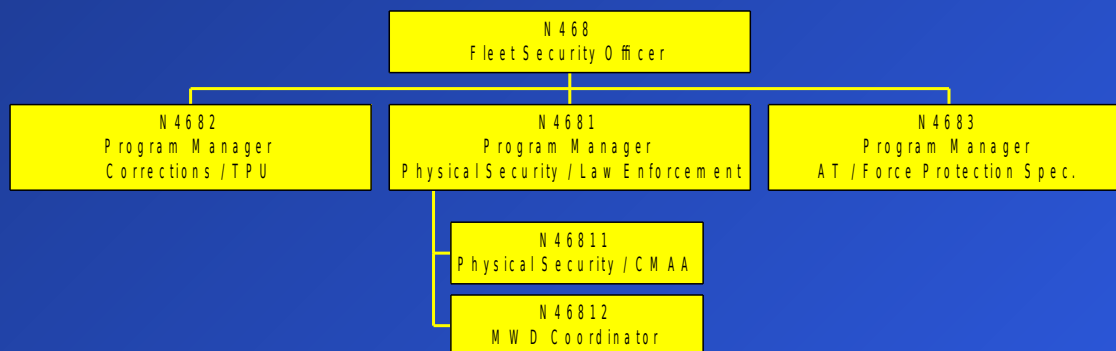 N468
Fleet Security Officer
N4682
Program Manager
Corrections / TPU
N4681
Program Manager
Physical Security / Law Enforcement
N4683
Program Manager
AT / Force Protection Spec.
N46811
Physical Security / CMAA
N46812
MWD Coordinator